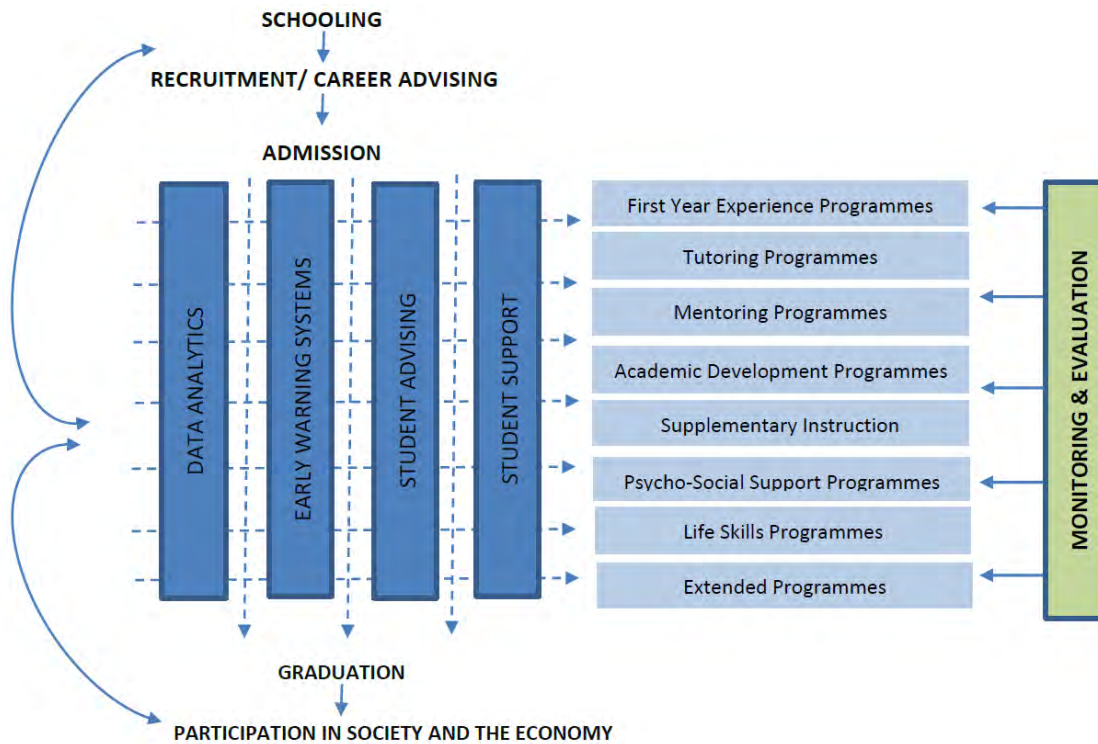 SCHOOLING
RECRUITMENT/ CAREER ADVISING
ADMISSION
DATA ANALYTICS
EARLY WARNING SYSTEMS
STUDENT ADVISING
STUDENT SUPPORT
First Year Experience Programmes
Tutoring Programmes
Mentoring Programmes
Academic Development Programmes
Supplementary Instruction
Psycho-Social Support Programmes
Life Skills Programmes
Extended Programmes
MONITORING & EVALUATION
GRADUATION
PARTICIPATION IN SOCIETY AND THE ECONOMY